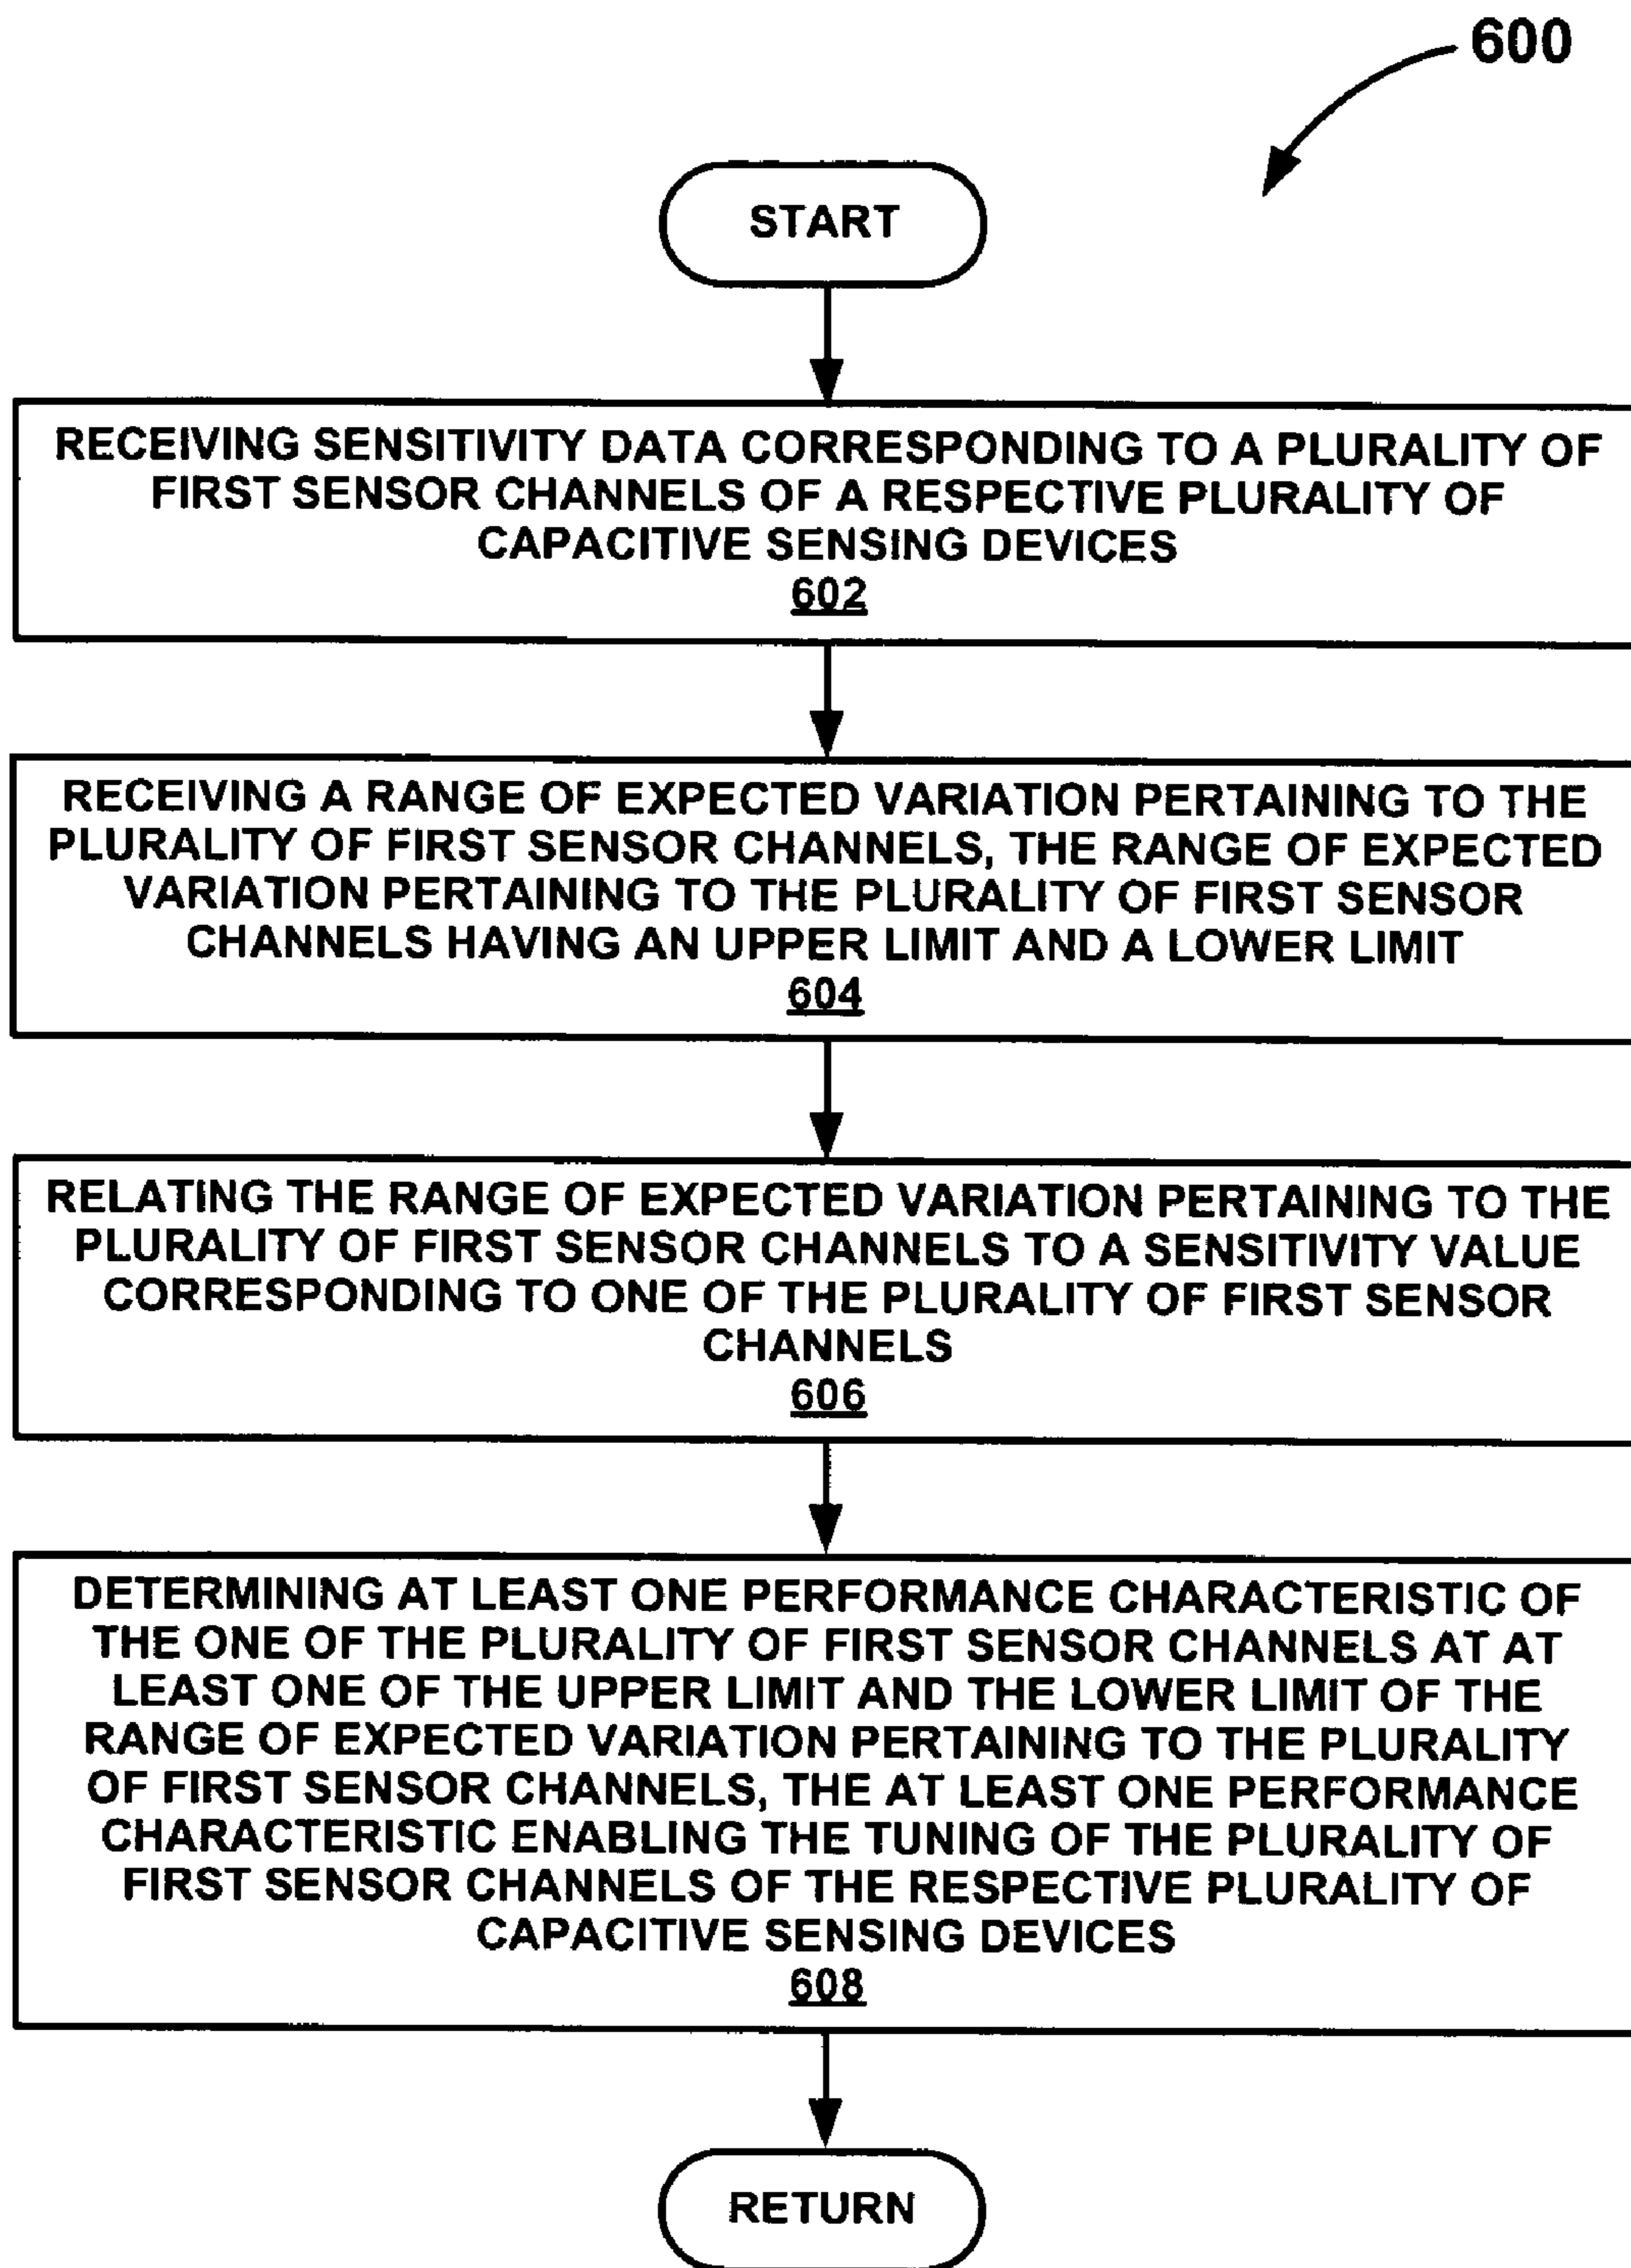 600
START
RECEIVING SENSITIVITY DATA CORRESPONDING TO A PLURALITY OF
FIRST SENSOR CHANNELS OF A RESPECTIVE PLURALITY OF
CAPACITIVE SENSING DEVICES
602
RECEIVING A RANGE OF EXPECTED VARIATION PERTAINING TO THE
PLURALITY OF FIRST SENSOR CHANNELS, THE RANGE OF EXPECTED
VARIATION PERTAINING TO THE PLURALITY OF FIRST SENSOR
CHANNELS HAVING AN UPPER LIMIT AND A LOWER LIMIT
604
RELATING THE RANGE OF EXPECTED VARIATION PERTAINING TO THE
PLURALITY OF FIRST SENSOR CHANNELS TO A SENSITIVITY VALUE
CORRESPONDING TO ONE OF THE PLURALITY OF FIRST SENSOR
CHANNELS
606
DETERMINING AT LEAST ONE PERFORMANCE CHARACTERISTIC OF
THE ONE OF THE PLURALITY OF FIRST SENSOR CHANNELS AT AT
LEAST ONE OF THE UPPER LIMIT AND THE LOWER LIMIT OF THE
RANGE OF EXPECTED VARIATION PERTAINING TO THE PLURALITY
OF FIRST SENSOR CHANNELS, THE AT LEAST ONE PERFORMANCE
CHARACTERISTIC ENABLING THE TUNING OF THE PLURALITY OF
FIRST SENSOR CHANNELS OF THE RESPECTIVE PLURALITY OF
CAPACITIVE SENSING DEVICES
608
RETURN